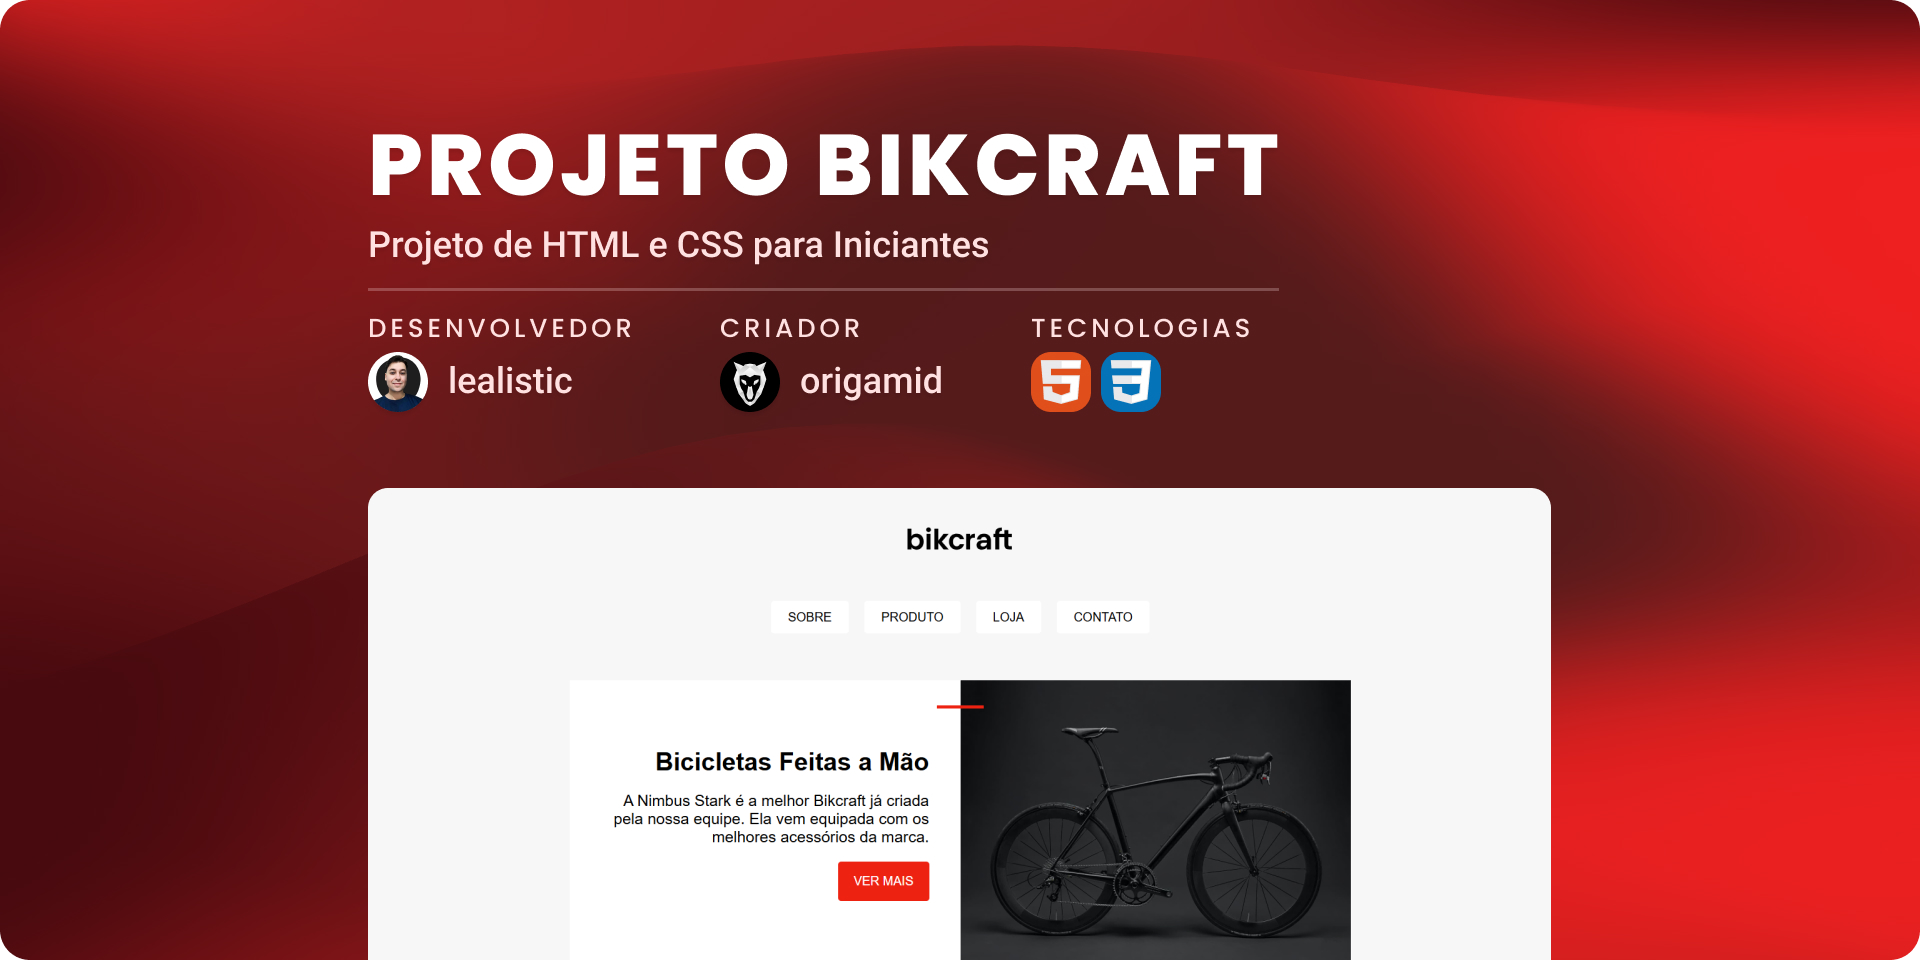 PROJETO BIKCRAFT
Projeto de HTML e CSS para Iniciantes
DESENVOLVEDOR
lealistic
CRIADOR
origamid
TECNOLOGIAS
bikcraft
SOBRE
PRODUTO
LOJA
CONTATO
Bicicletas Feitas a Mão
A Nimbus Stark é a melhor Bikcraft já criada
pela nossa equipe. Ela vem equipada com os
melhores acessórios da marca.
VER MAIS